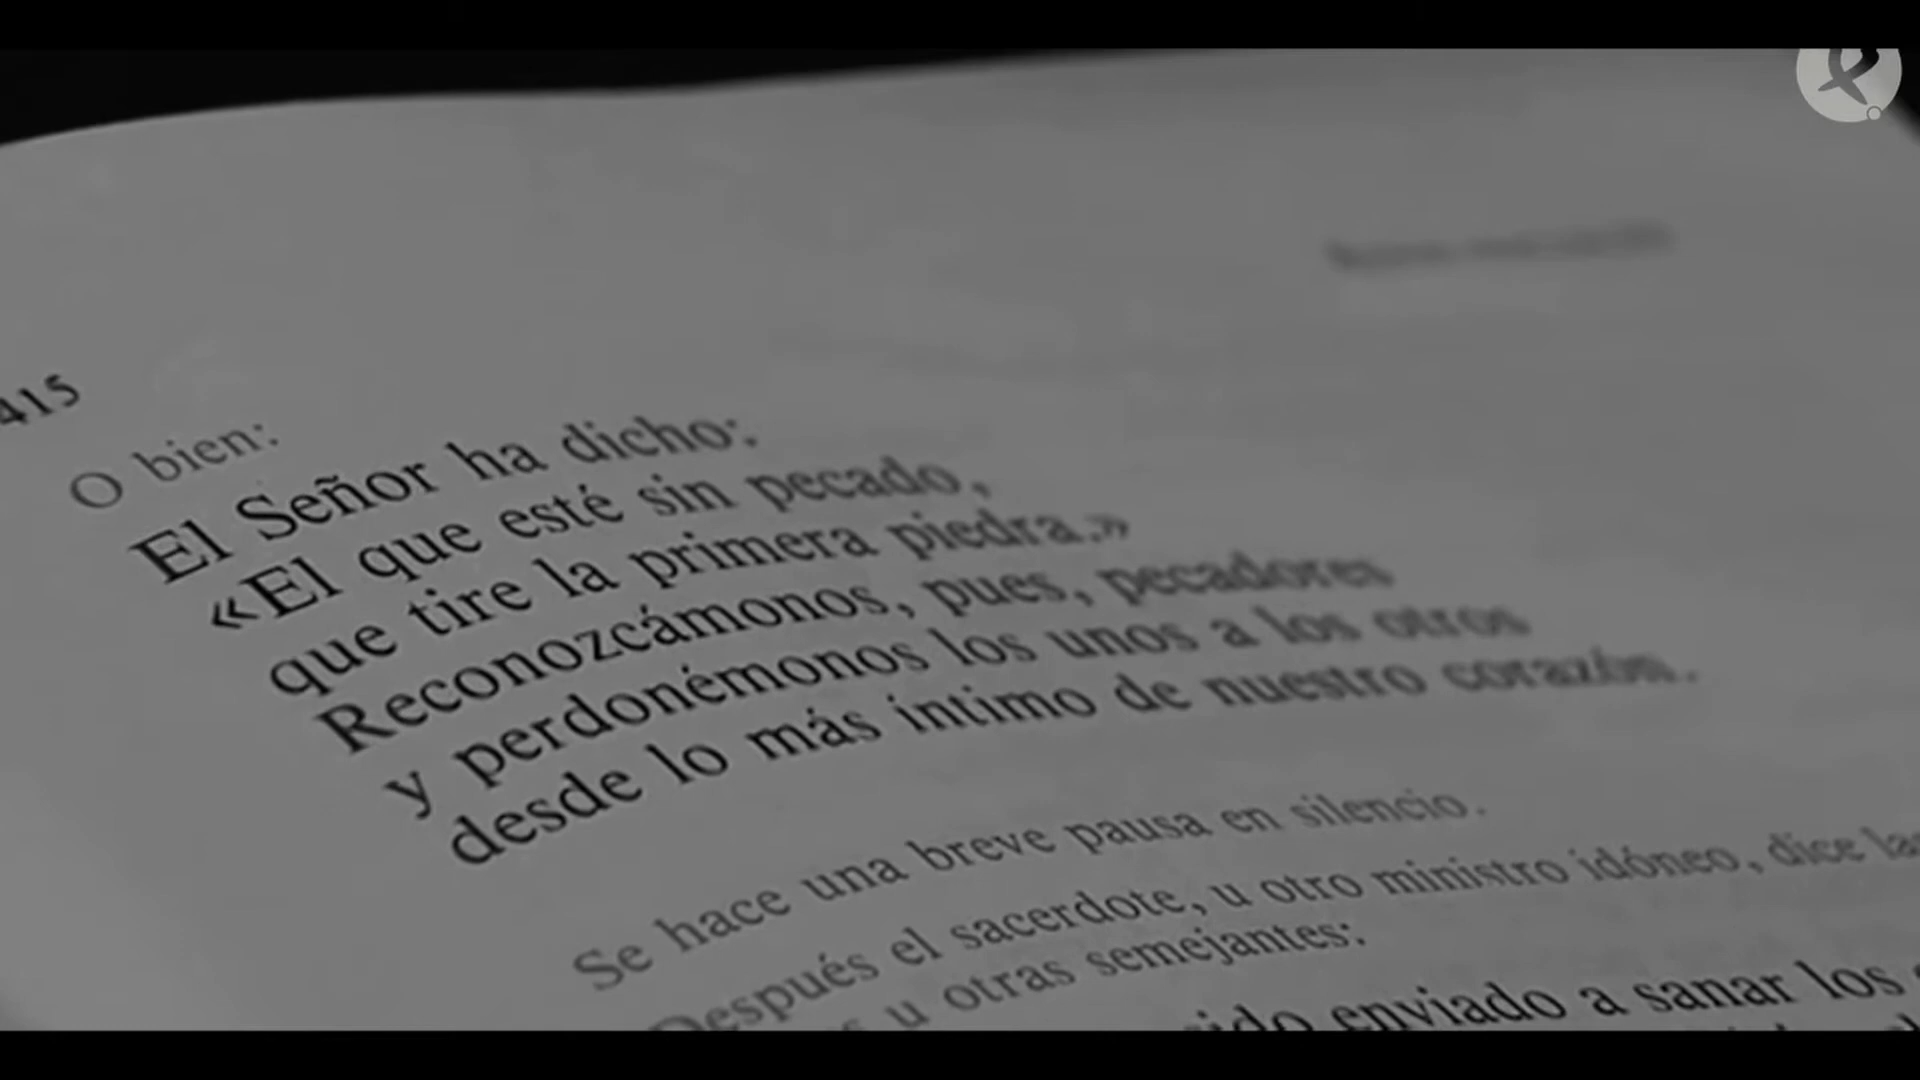 415
O bien:
El Señor ha dicho:
«El que esté sin pecado,
que tire la primera piedra.»
Reconozcámonos, pues, pecadores
y perdonémonos los unos a los otros
desde lo más íntimo de nuestro corazón.
Se hace una breve pausa en silencio.
Después el sacerdote, u otro ministro idóneo, dice
u otras semejantes:
enviado a sanar los